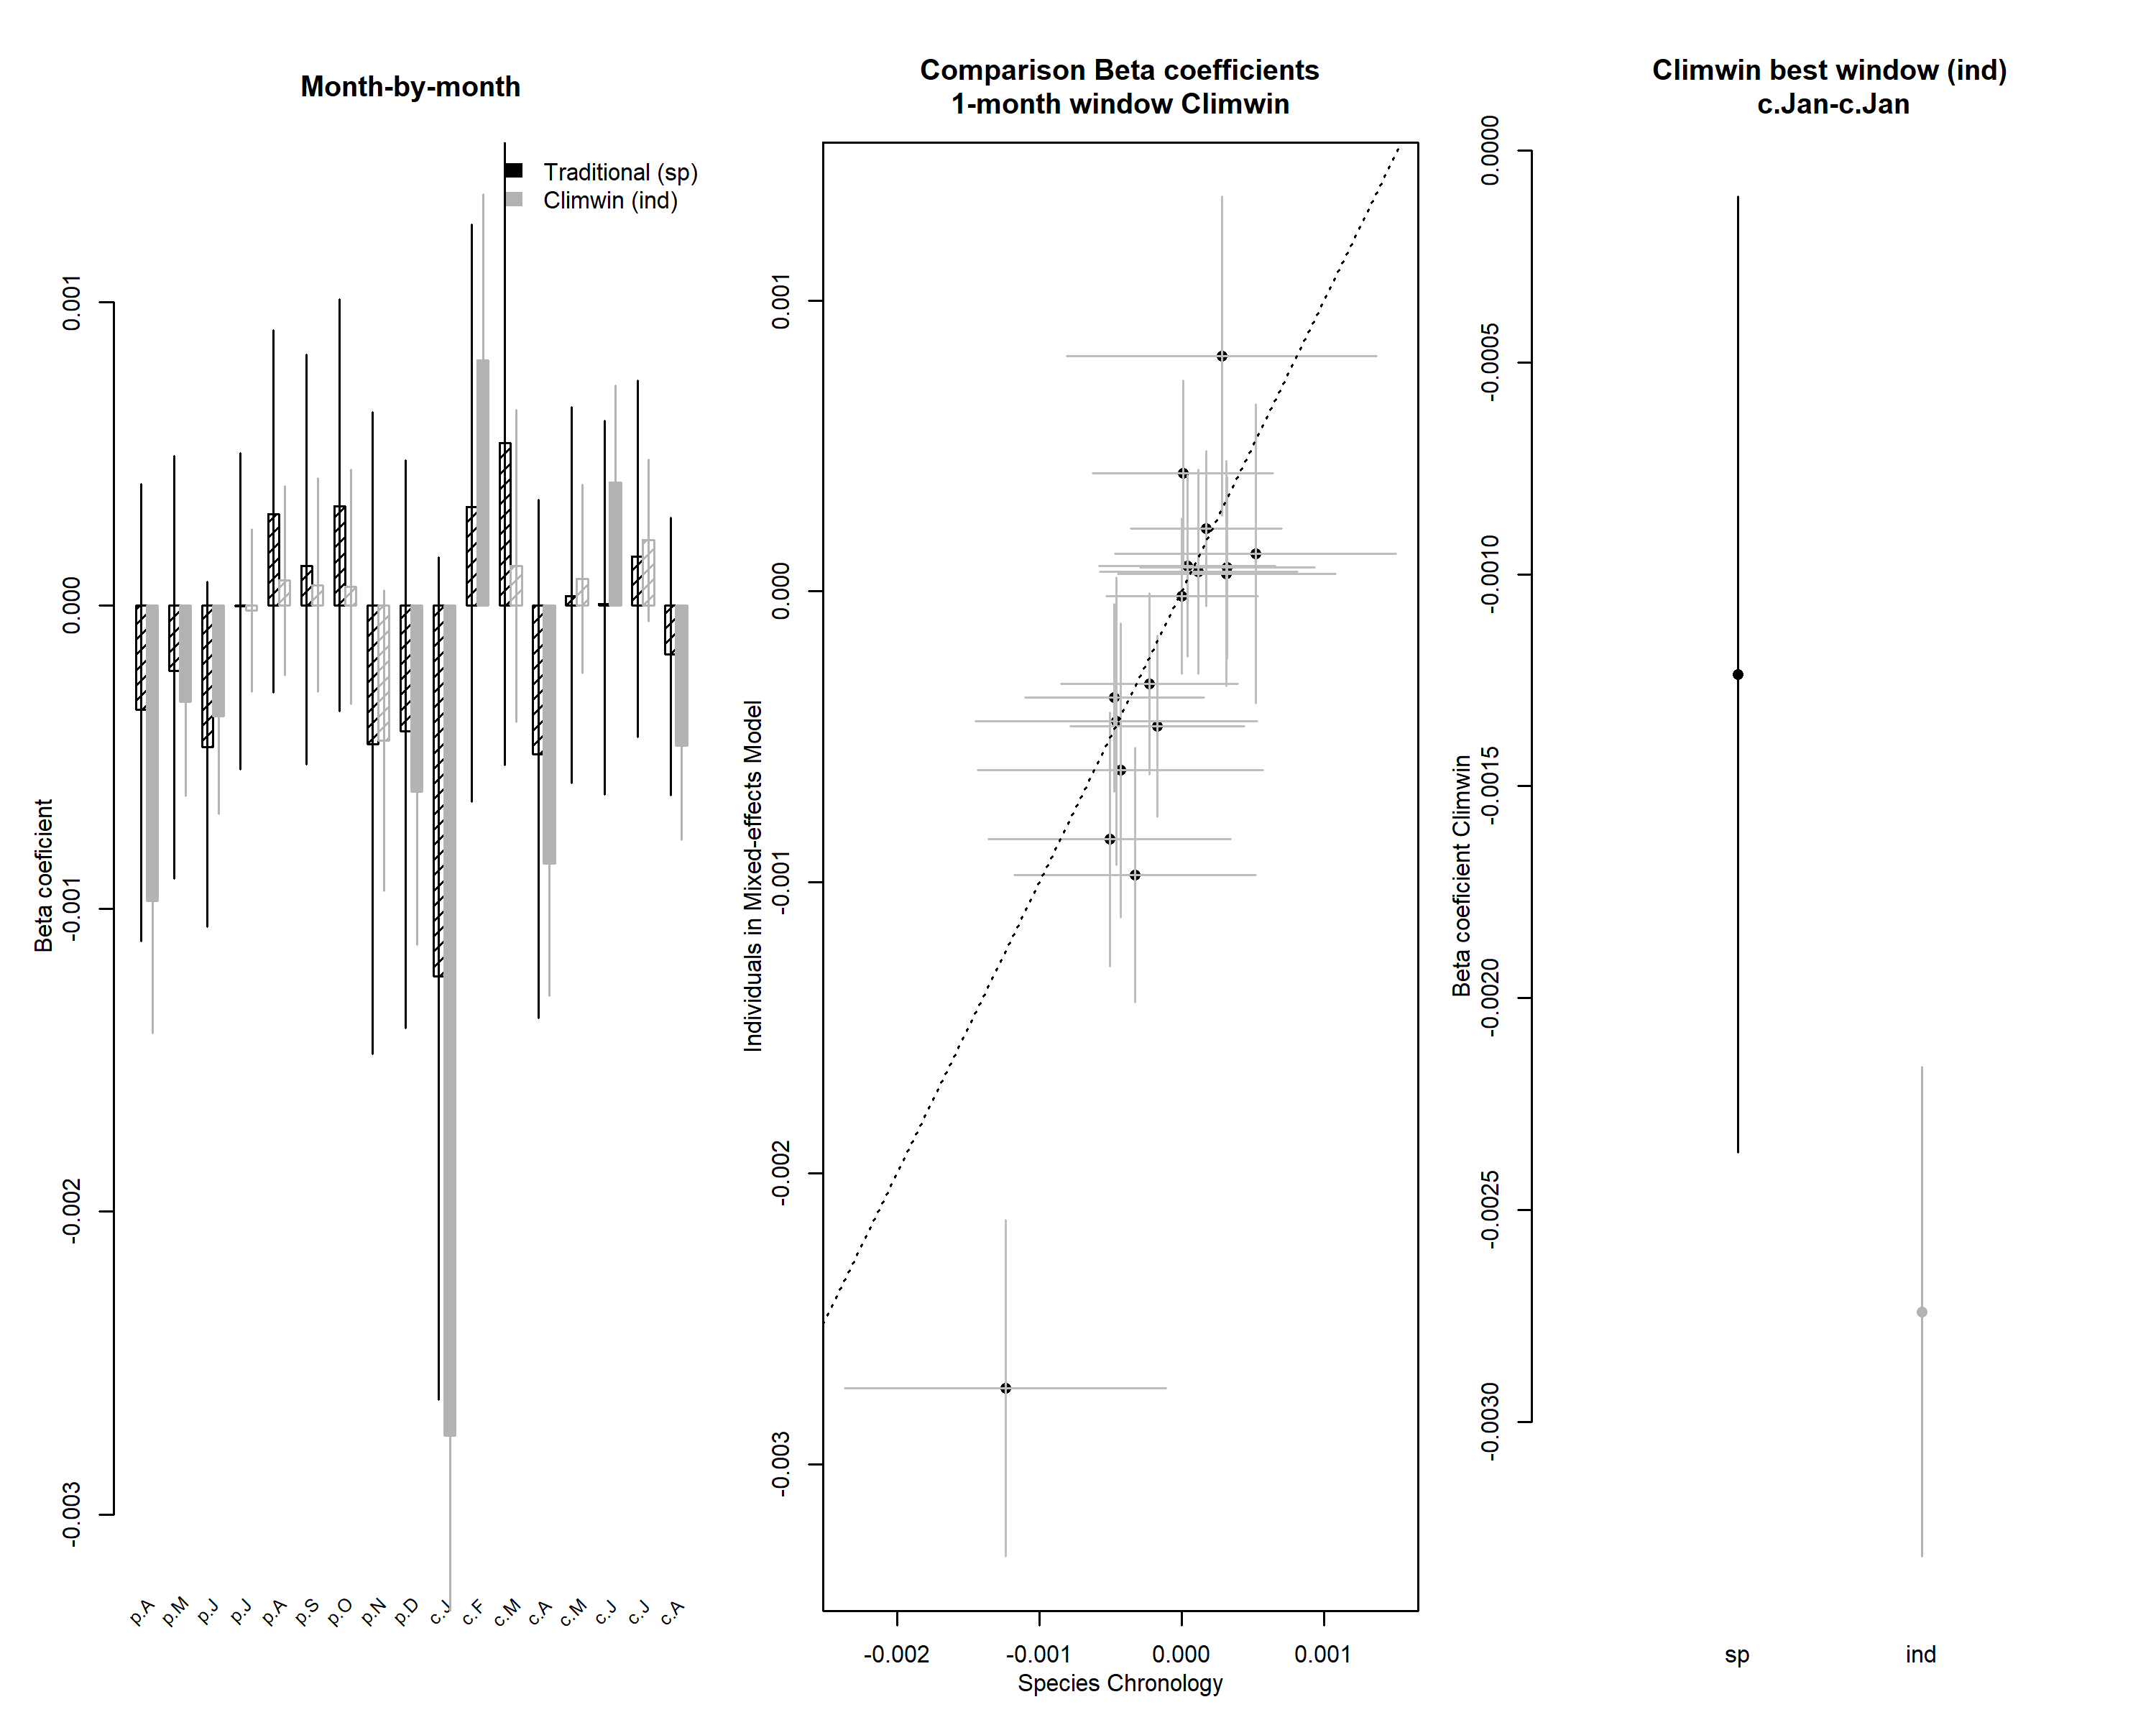 Month-by-month
Traditional (sp)
Climwin (ind)
Beta coeficient
0.001
0.000
-0.001
-0.002
-0.003
p.A
p.M
p.J
p.J
p.A
p.S
p.O
p.N
p.D
c.J
c.F
c.M
c.A
c.M
c.J
c.J
c.A
Comparison Beta coefficients
1-month window Climwin
Individuals in Mixed-effects Model
0.001
0.000
-0.001
-0.002
-0.003
-0.002
-0.001
0.000
0.001
Species Chronology
Climwin best window (ind)
c.Jan-c.Jan
Beta coeficient Climwin
0.0000
-0.0005
-0.0010
-0.0015
-0.0020
-0.0025
-0.0030
sp
ind